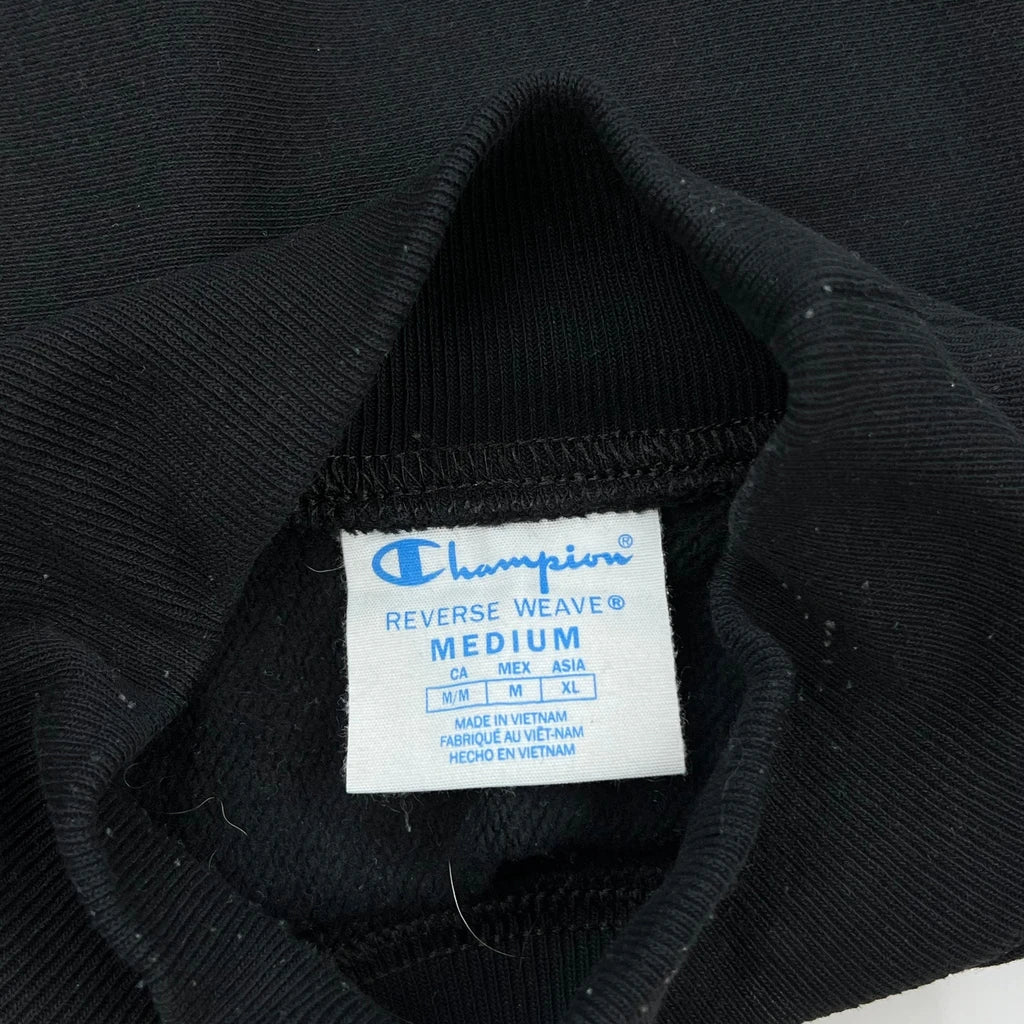 Champion®
REVERSE WEAVE®
MEDIUM
CA MEX ASIA
M/M M XL
MADE IN VIETNAM
FABRIQUÉ AU VIÊT-NAM
HECHO EN VIETNAM